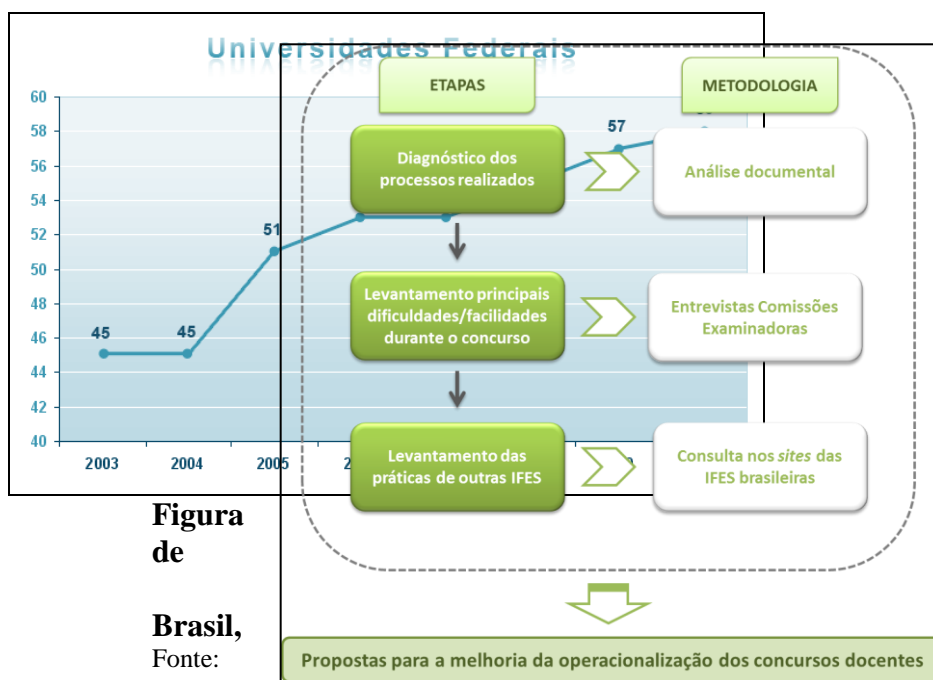 Universidades Federais
ETAPAS
METODOLOGIA
60
58
56
54
52
50
48
46
44
42
40
45
45
51
57
2003
2004
2005
Diagnóstico dos
processos realizados
Análise documental
Levantamento principais
dificuldades/facilidades
durante o concurso
Entrevistas Comissões
Examinadoras
Levantamento das
práticas de outras IFES
Consulta nos sites das
IFES brasileiras
Figura
de
Brasil,
Fonte:
Propostas para a melhoria da operacionalização dos concursos docentes